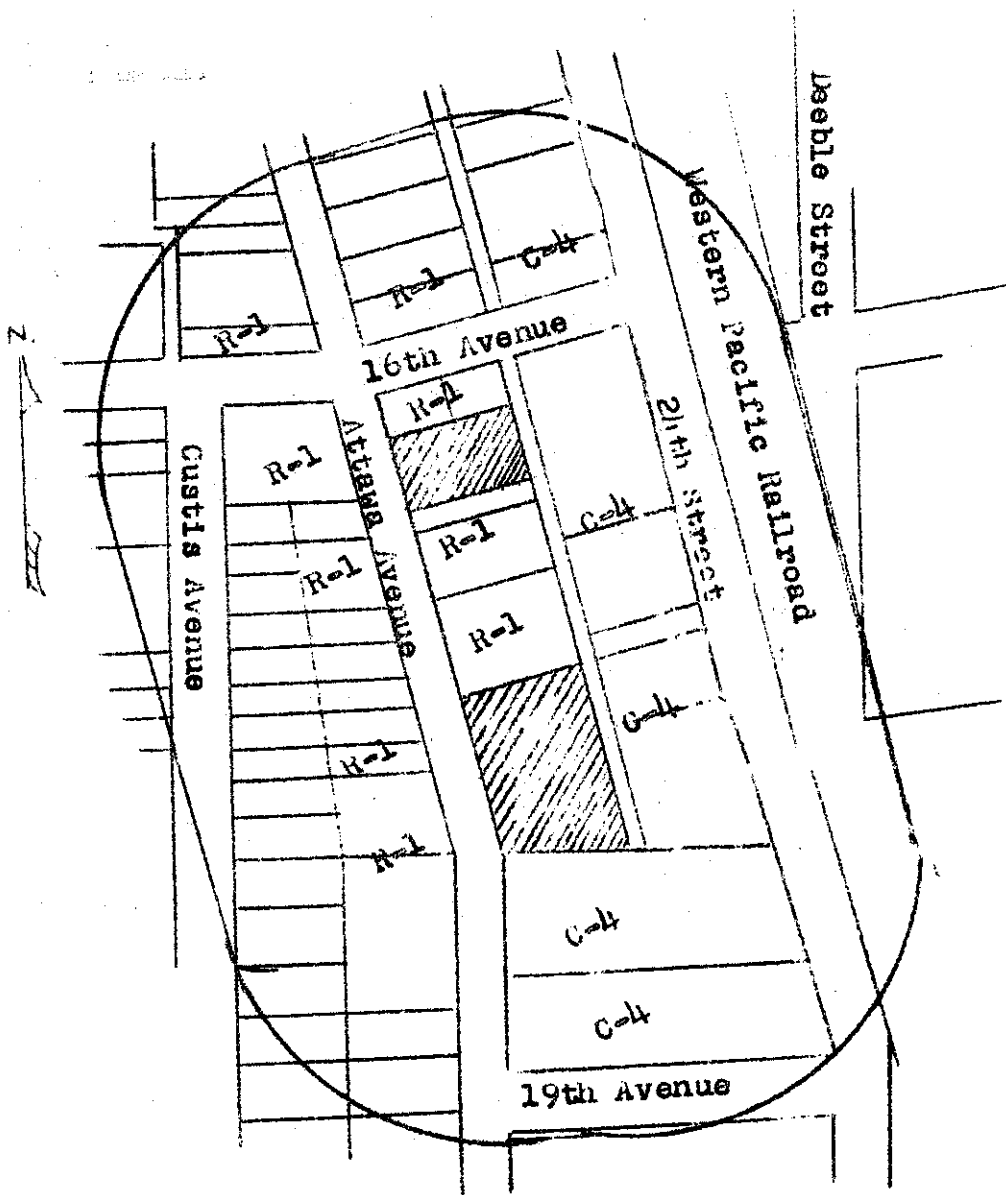 Deeble Street
Western Pacific Railroad
C-4
R-1
R-1
16th Avenue
Z
R-1
24th Street
Attawa Avenue
R-1
Custis Avenue
C-4
R-1
R-1
R-1
C-4
R-1
R-1
C-4
C-4
19th Avenue